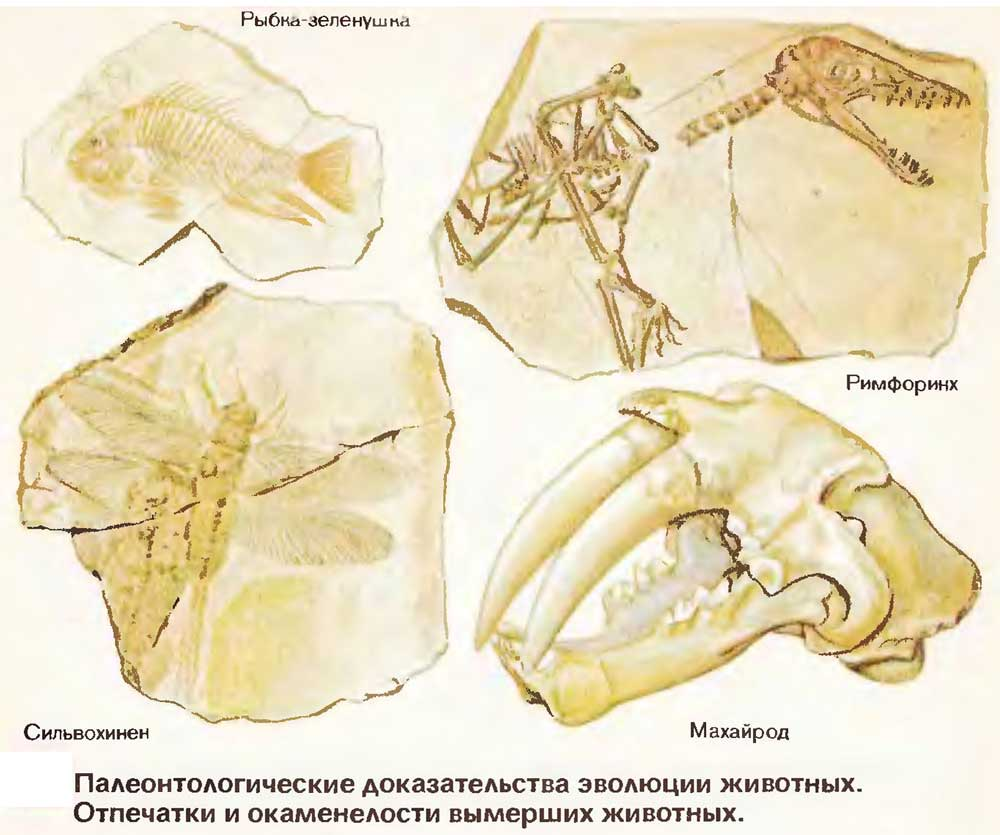 Рыбка-зеленушка
Римфоринх
Сильвохинен
Махайрод
Палеонтологические доказательства эволюции животных.
Отпечатки и окаменелости вымерших животных.